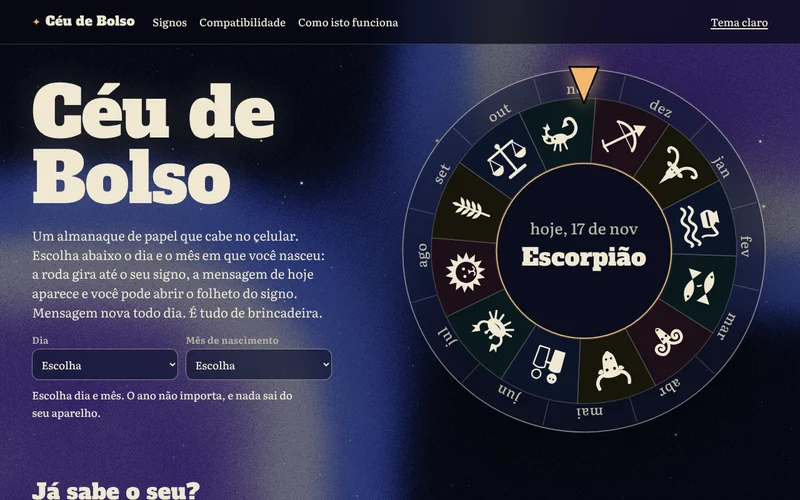 Céu de Bolso
Signos
Compatibilidade
Como isto funciona
Tema claro
Céu de
Bolso
Um almanaque de papel que cabe no celular.
Escolha abaixo o dia e o mês em que você nasceu:
a roda gira até o seu signo, a mensagem de hoje
aparece e você pode abrir o folheto do signo.
Mensagem nova todo dia. É tudo de brincadeira.
Dia
Mês de nascimento
Escolha
Escolha
Escolha dia e mês. O ano não importa, e nada sai do
seu aparelho.
hoje, 17 de nov
Escorpião
dez
jan
fev
mar
abr
mai
jun
jul
ago
set
out
Já sabe o seu?